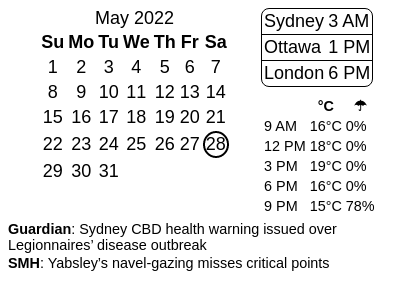 May 2022
Su Mo Tu We Th Fr Sa
1 2 3 4 5 6 7
8 9 10 11 12 13 14
15 16 17 18 19 20 21
22 23 24 25 26 27 28
29 30 31
Sydney 3 AM
Ottawa 1 PM
London 6 PM
°C ☂
9 AM 16°C 0%
12 PM 18°C 0%
3 PM 19°C 0%
6 PM 16°C 0%
9 PM 15°C 78%
Guardian: Sydney CBD health warning issued over
Legionnaires’ disease outbreak
SMH: Yabsley’s navel-gazing misses critical points